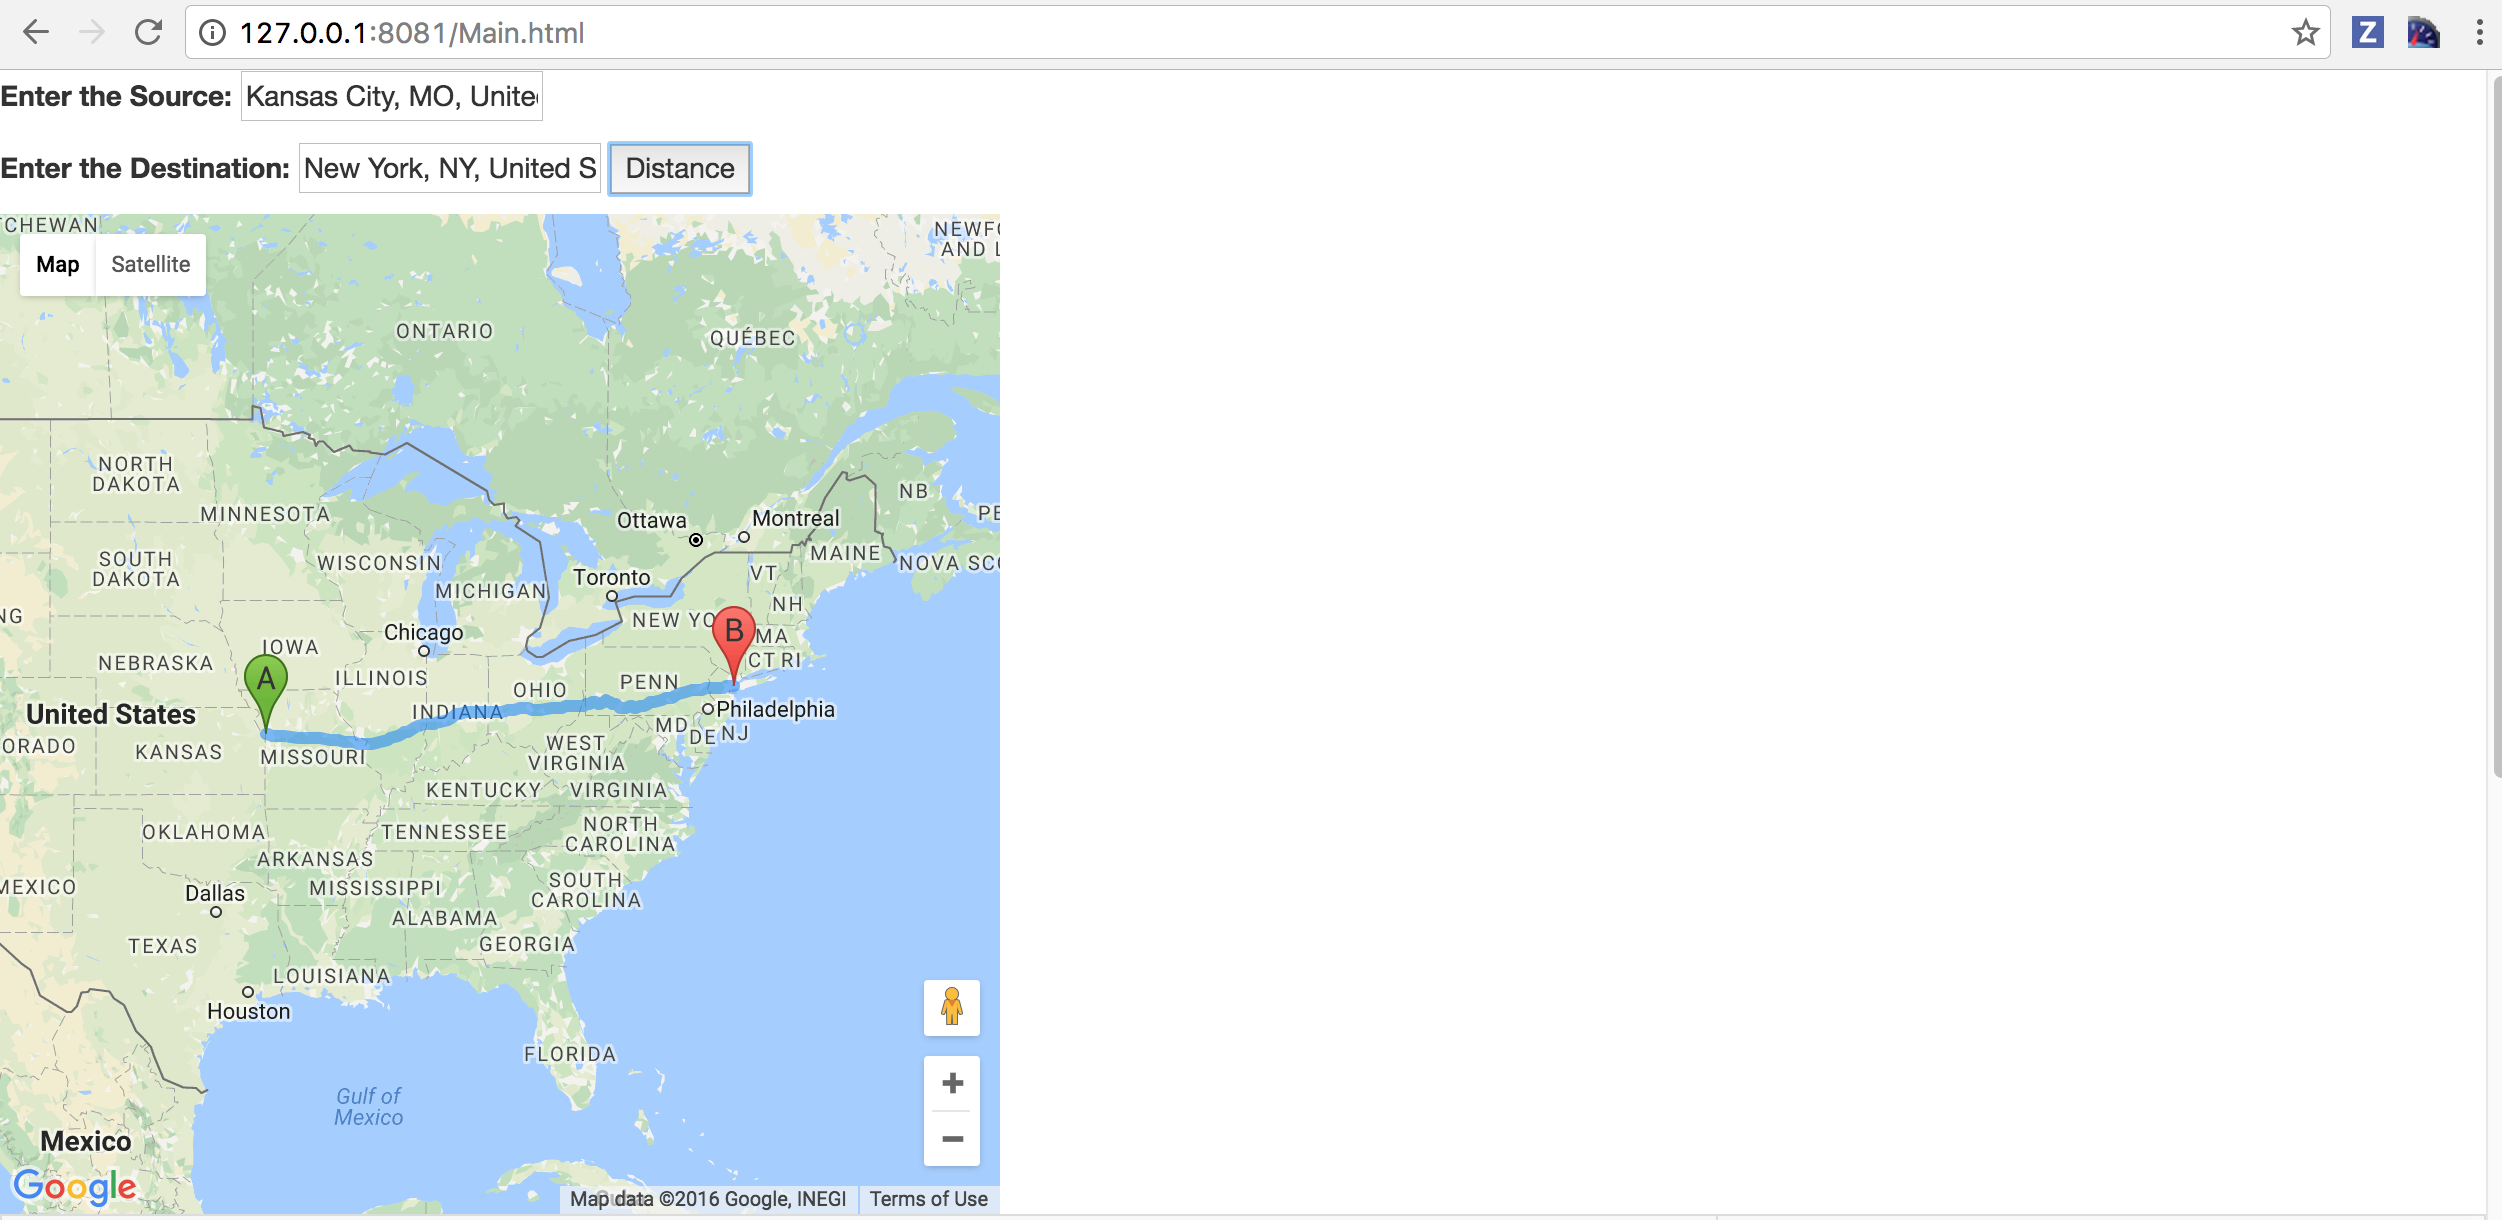 127.0.0.1:8081/Main.html
Z
Enter the Source: Kansas City, MO, Unite
Enter the Destination: New York, NY, United S Distance
TCHEWAN
NEWF
AND L
Map Satellite
ONTARIO
QUÉBEC
NORTH
DAKOTA
NB
MINNESOTA
PE
Ottawa
Montreal
SOUTH
DAKOTA
WISCONSIN
MAINE
NOVA SC
VT
Toronto
MICHIGAN
NH
NG
NEW YO
B
MA
Chicago
IOWA
CT RI
NEBRASKA
A
ILLINOIS
OHIO
PENN
United States
INDIANA
Philadelphia
MD
DE NJ
ORADO
KANSAS
MISSOURI
WEST
VIRGINIA
KENTUCKY
VIRGINIA
OKLAHOMA
TENNESSEE
NORTH
CAROLINA
ARKANSAS
MEXICO
Dallas
MISSISSIPPI
SOUTH
CAROLINA
ALABAMA
TEXAS
GEORGIA
LOUISIANA
Houston
FLORIDA
Gulf of
Mexico
+
−
Mexico
Google
Map data ©2016 Google, INEGI Terms of Use